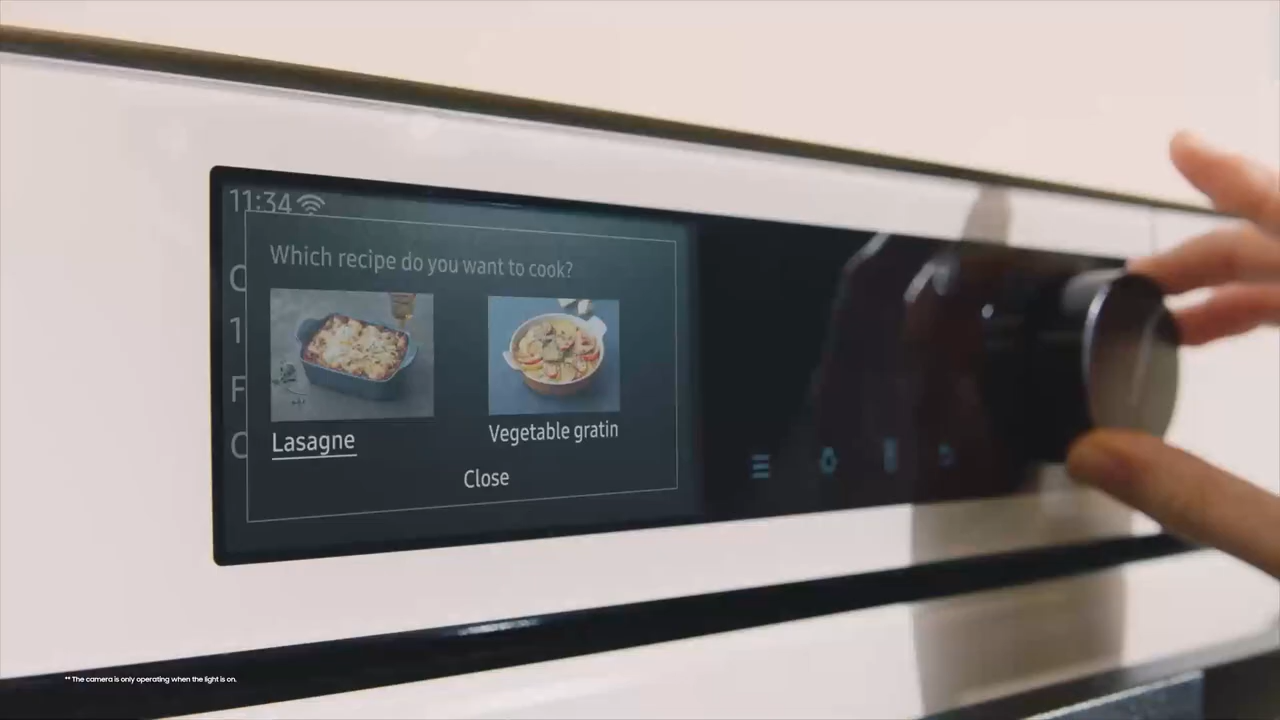 11:34
Which recipe do you want to cook?
Lasagne
Vegetable gratin
Close
** The camera is only operating when the light is on.